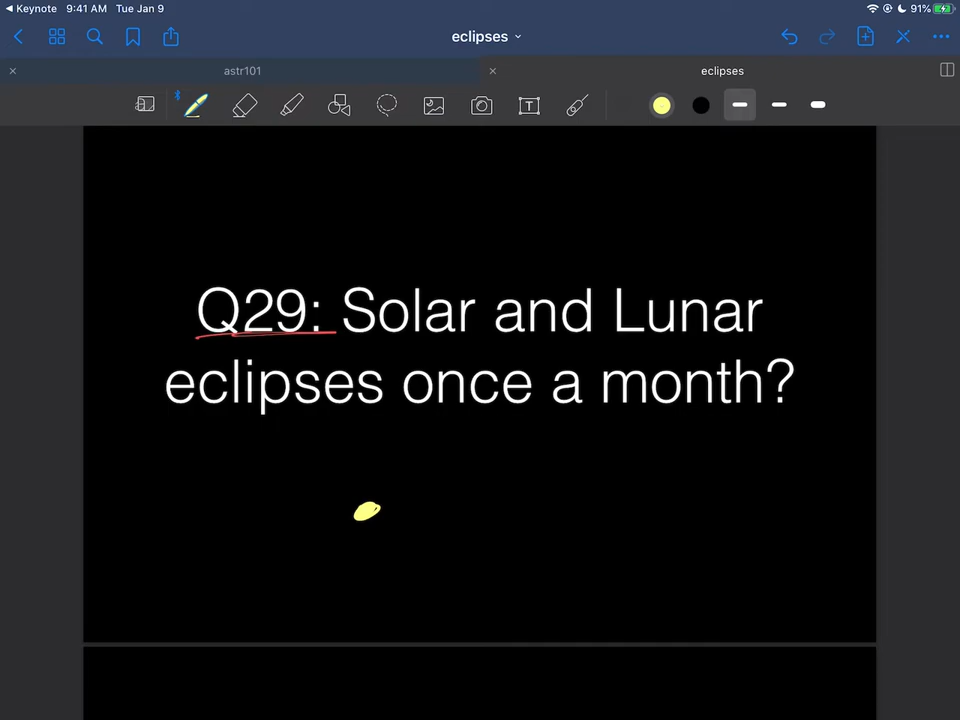 Keynote 9:41 AM Tue Jan 9 91%
eclipses
astr101 eclipses
T
Q29: Solar and Lunar
eclipses once a month?